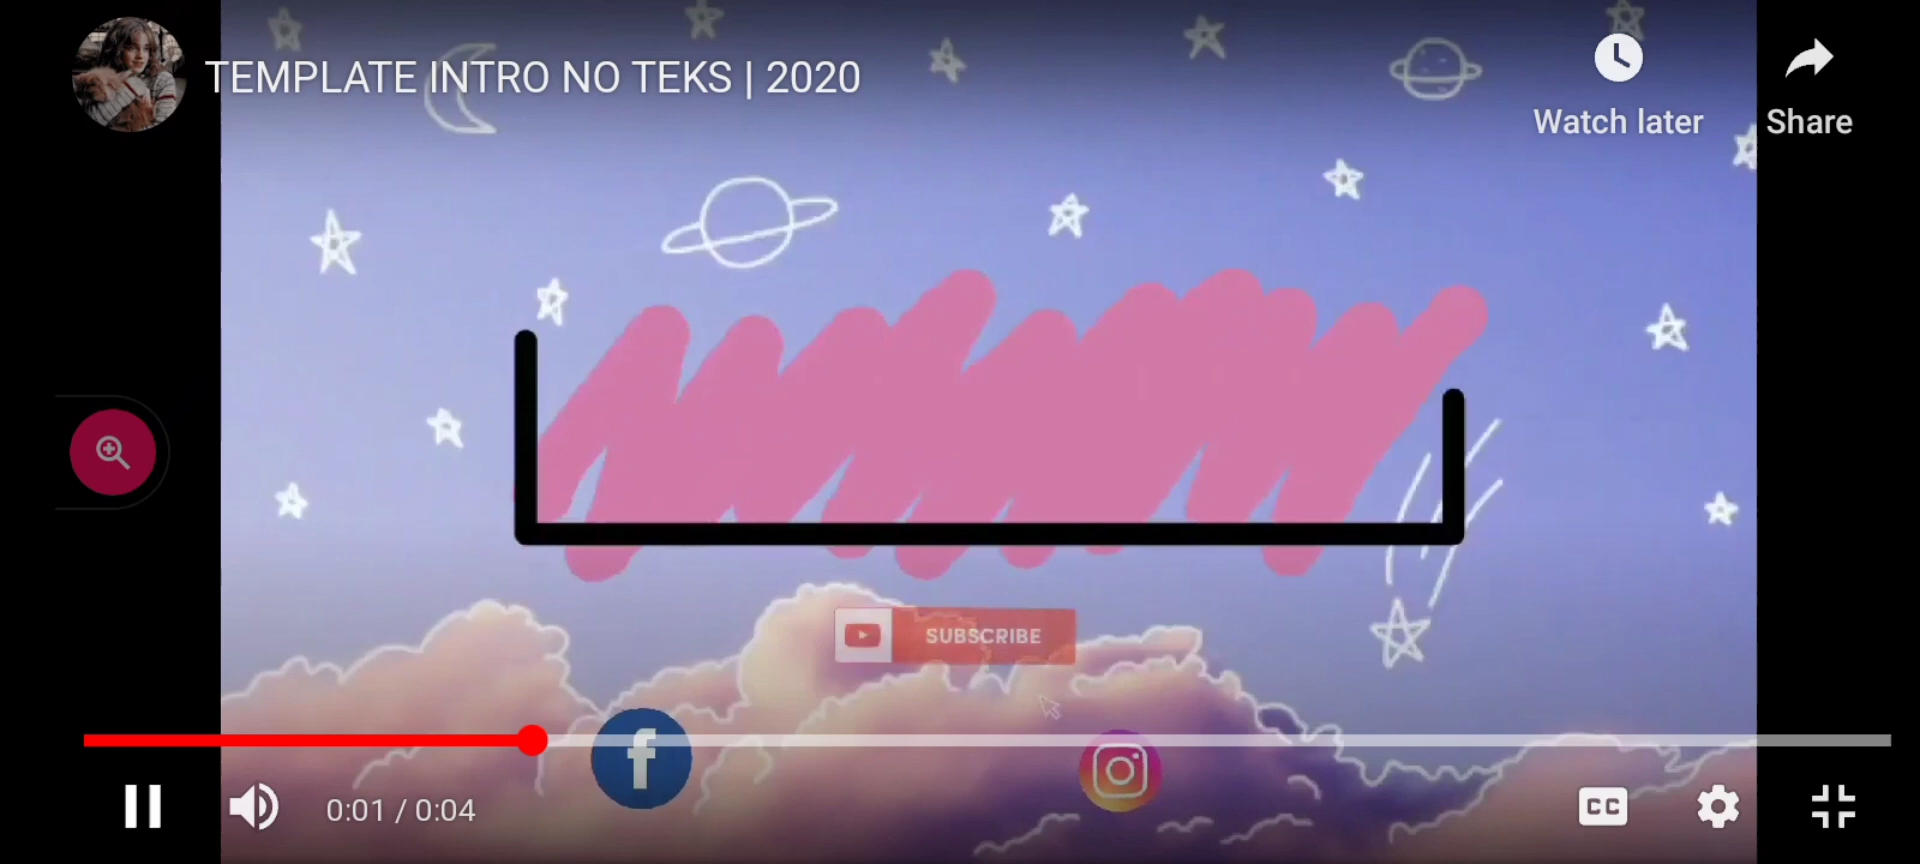 TEMPLATE INTRO NO TEKS | 2020
Watch later
Share
SUBSCRIBE
f
0:01 / 0:04
CC